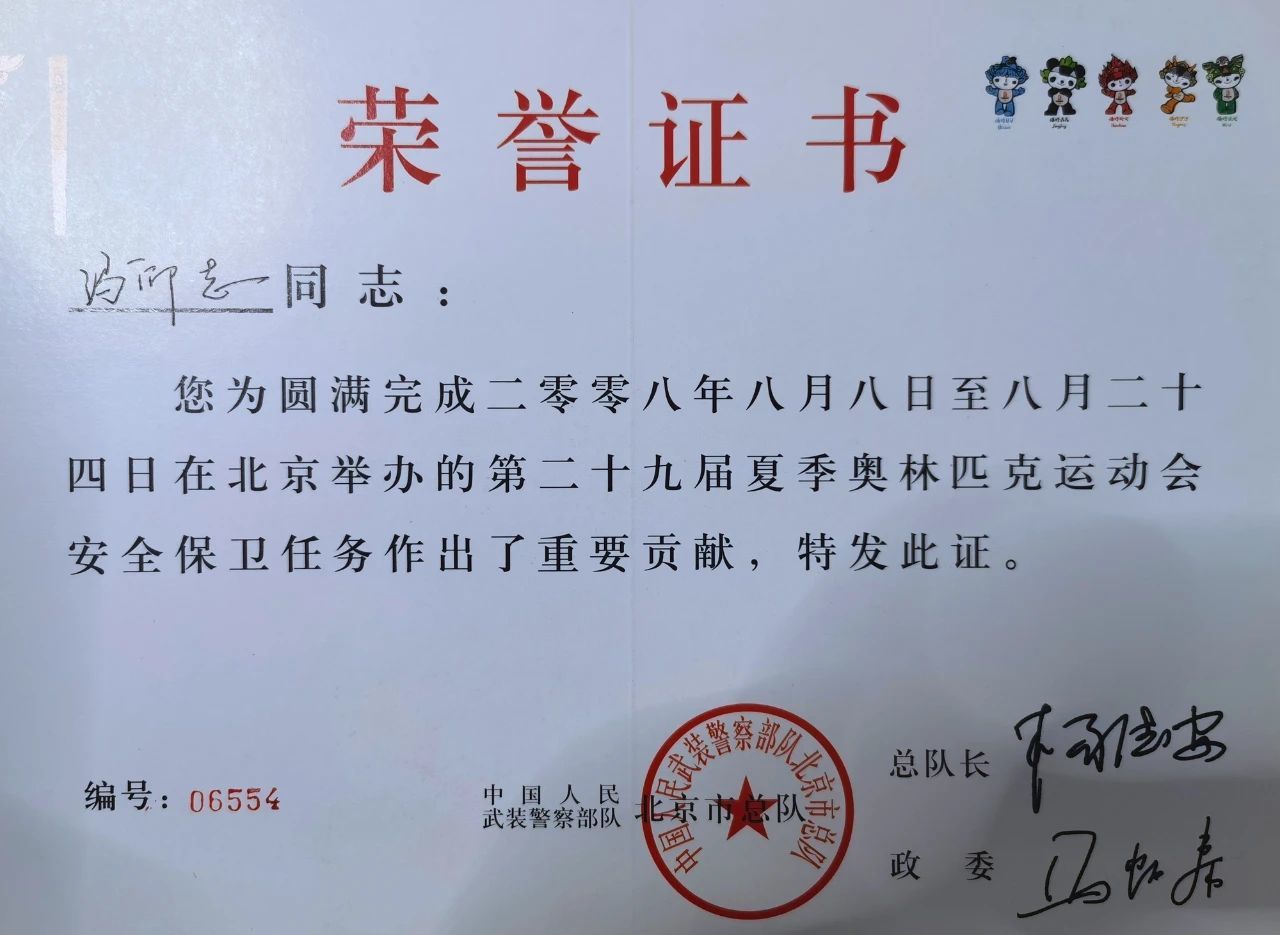 荣誉证书
冯卯志同志：
您为圆满完成二零零八年八月八日至八月二十
四日在北京举办的第二十九届夏季奥林匹克运动会
安全保卫任务作出了重要贡献，特发此证。
编号：06554
中国人民
武装警察部队 北京市总队
中国人民武装警察部队北京市总队
总队长
政委